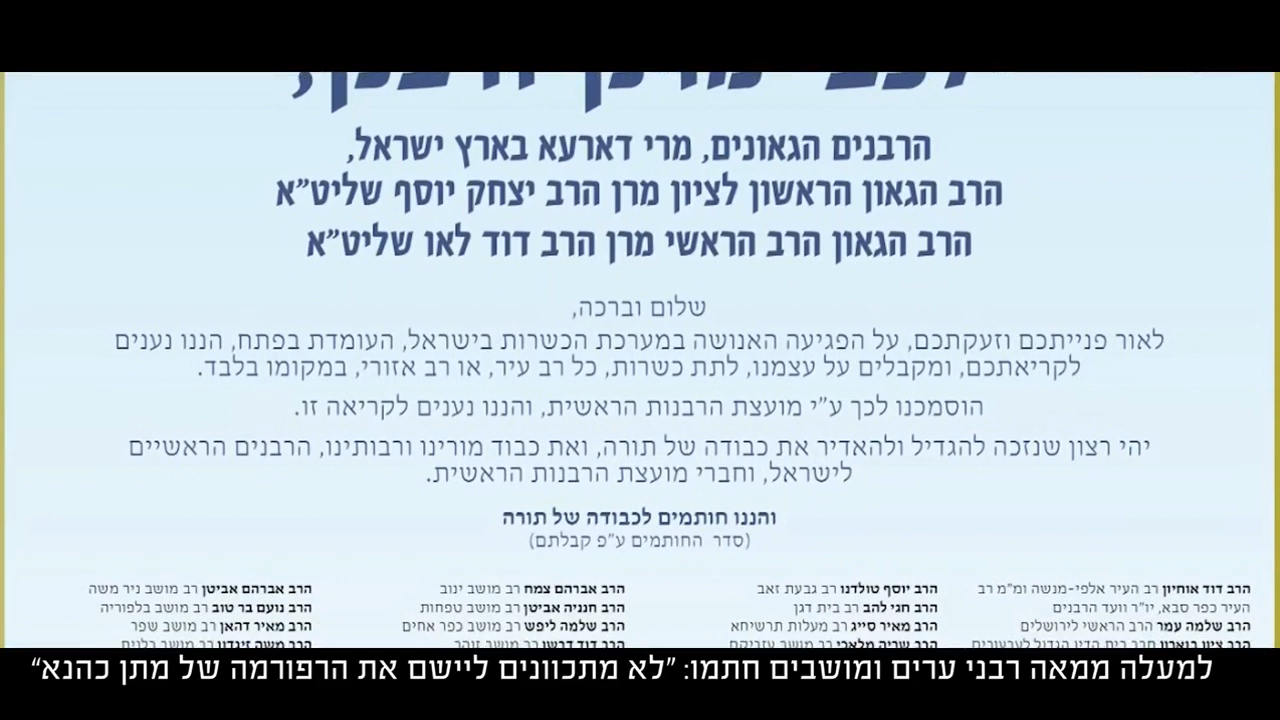 הרבנים הגאונים, מרי דארעא בארץ ישראל,
הרב הגאון הראשון לציון מרן הרב יצחק יוסף שליט"א
הרב הגאון הרב הראשי מרן הרב דוד לאו שליט"א
שלום וברכה,
לאור פנייתכם וזעקתכם, על הפגיעה האנושה במערכת הכשרות בישראל, העומדת בפתח, הננו נענים
לקריאתכם, ומקבלים על עצמנו, לתת כשרות, כל רב עיר, או רב אזורי, במקומו בלבד.
הוסמכנו לכך ע"י מועצת הרבנות הראשית, והננו נענים לקריאה זו.
יהי רצון שנזכה להגדיל ולהאדיר את כבודה של תורה, ואת כבוד מורינו ורבותינו, הרבנים הראשיים
לישראל, וחברי מועצת הרבנות הראשית.
והננו חותמים לכבודה של תורה
(סדר החותמים ע"פ קבלתם)
הרב דוד אוחיון רב העיר אלפי-מנשה ומ"מ רב
העיר כפר סבא, יו"ר וועד הרבנים
הרב שלמה עמר הרב הראשי לירושלים
הרב יוסף טולדנו רב גבעת זאב
הרב חגי להב רב בית דגן
הרב מאיר סייג רב מעלות תרשיחא
הרב אברהם צמח רב מושב ינוב
הרב חנניה אביטן רב מושב טפחות
הרב שלמה ליפש רב מושב כפר אחים
הרב אברהם אביטן רב מושב ניר משה
הרב נועם בר טוב רב מושב בלפוריה
הרב מאיר דהאן רב מושב שפר
למעלה ממאה רבני ערים ומושבים חתמו: "לא מתכוונים ליישם את הרפורמה של מתן כהנא"